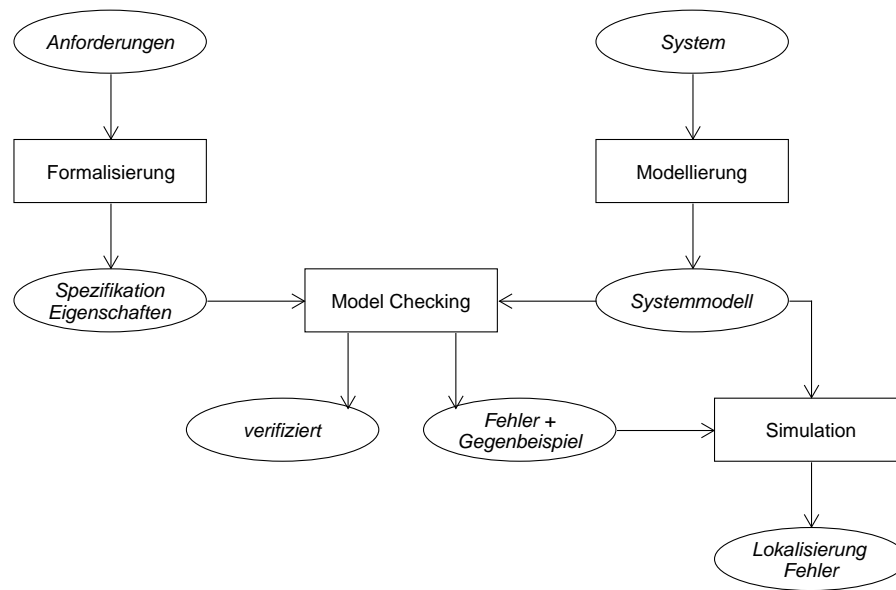 Anforderungen
System
Formalisierung
Modellierung
Spezifikation
Eigenschaften
Model Checking
Systemmodell
verifiziert
Fehler +
Gegenbeispiel
Simulation
Lokalisierung
Fehler